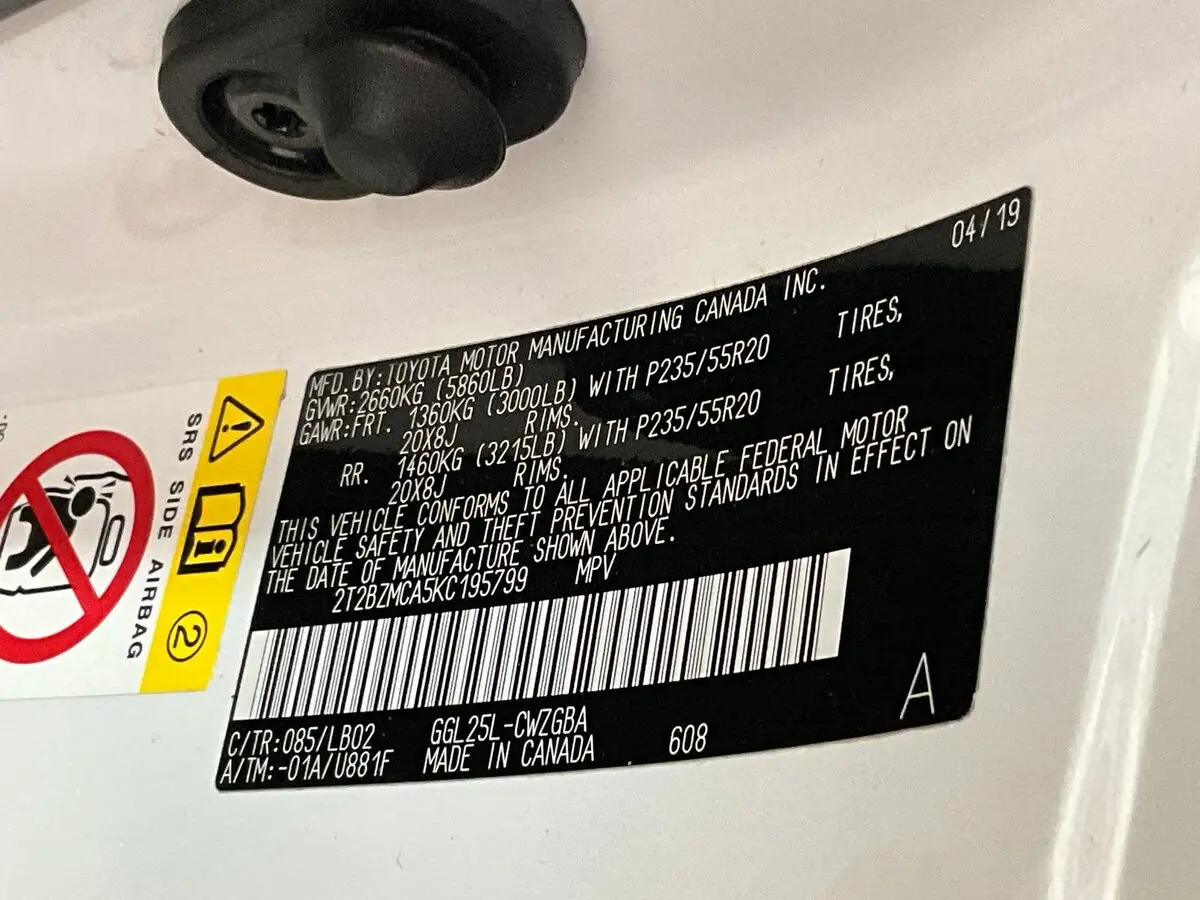 04/19
MFD.BY:TOYOTA MOTOR MANUFACTURING CANADA INC.
GVWR:2660KG (5860LB)
GAWR:FRT. 1360KG (3000LB) WITH P235/55R20 TIRES,
20X8J RIMS.
RR. 1460KG (3215LB) WITH P235/55R20 TIRES,
20X8J RIMS.
THIS VEHICLE CONFORMS TO ALL APPLICABLE FEDERAL MOTOR
VEHICLE SAFETY AND THEFT PREVENTION STANDARDS IN EFFECT ON
THE DATE OF MANUFACTURE SHOWN ABOVE.
2T2BZMCA5KC195799 MPV
C/TR:085/LB02 GGL25L-CWZGBA
A/TM:-01A/U881F MADE IN CANADA 608
A
SRS SIDE AIRBAG
2